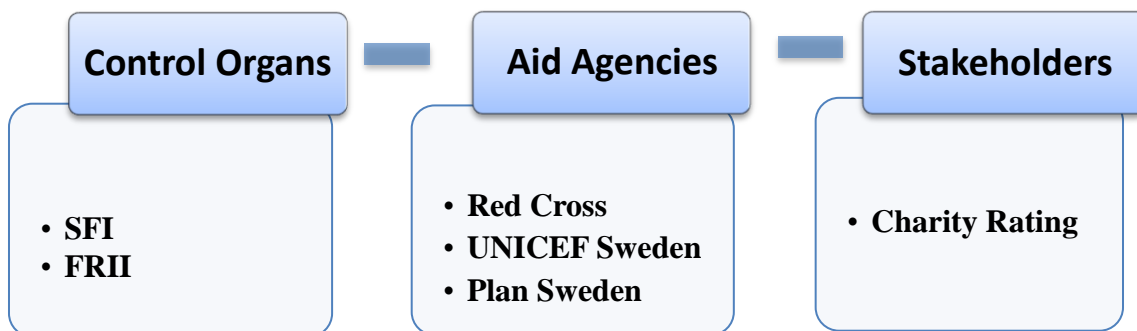 Control Organs
• SFI
• FRII
Aid Agencies
• Red Cross
• UNICEF Sweden
• Plan Sweden
Stakeholders
• Charity Rating